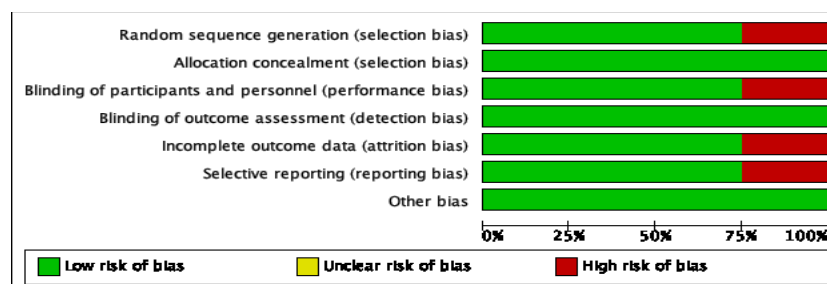 Random sequence generation (selection bias)
Allocation concealment (selection bias)
Blinding of participants and personnel (performance bias)
Blinding of outcome assessment (detection bias)
Incomplete outcome data (attrition bias)
Selective reporting (reporting bias)
Other bias
0% 25% 50% 75% 100%
Low risk of bias Unclear risk of bias High risk of bias